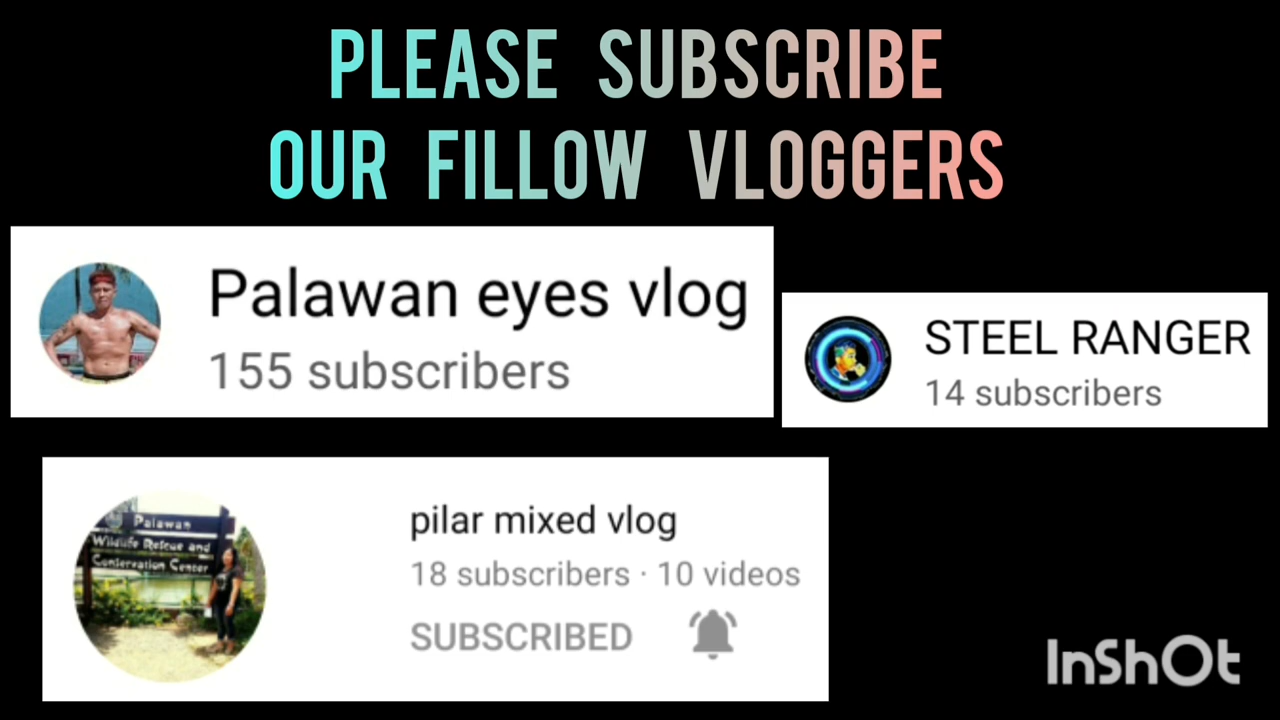 PLEASE SUBSCRIBE
OUR FILLOW VLOGGERS
Palawan eyes vlog
155 subscribers
STEEL RANGER
14 subscribers
Palawan
Wildlife Rescue and
Conservation Center
pilar mixed vlog
18 subscribers · 10 videos
SUBSCRIBED
InShOt